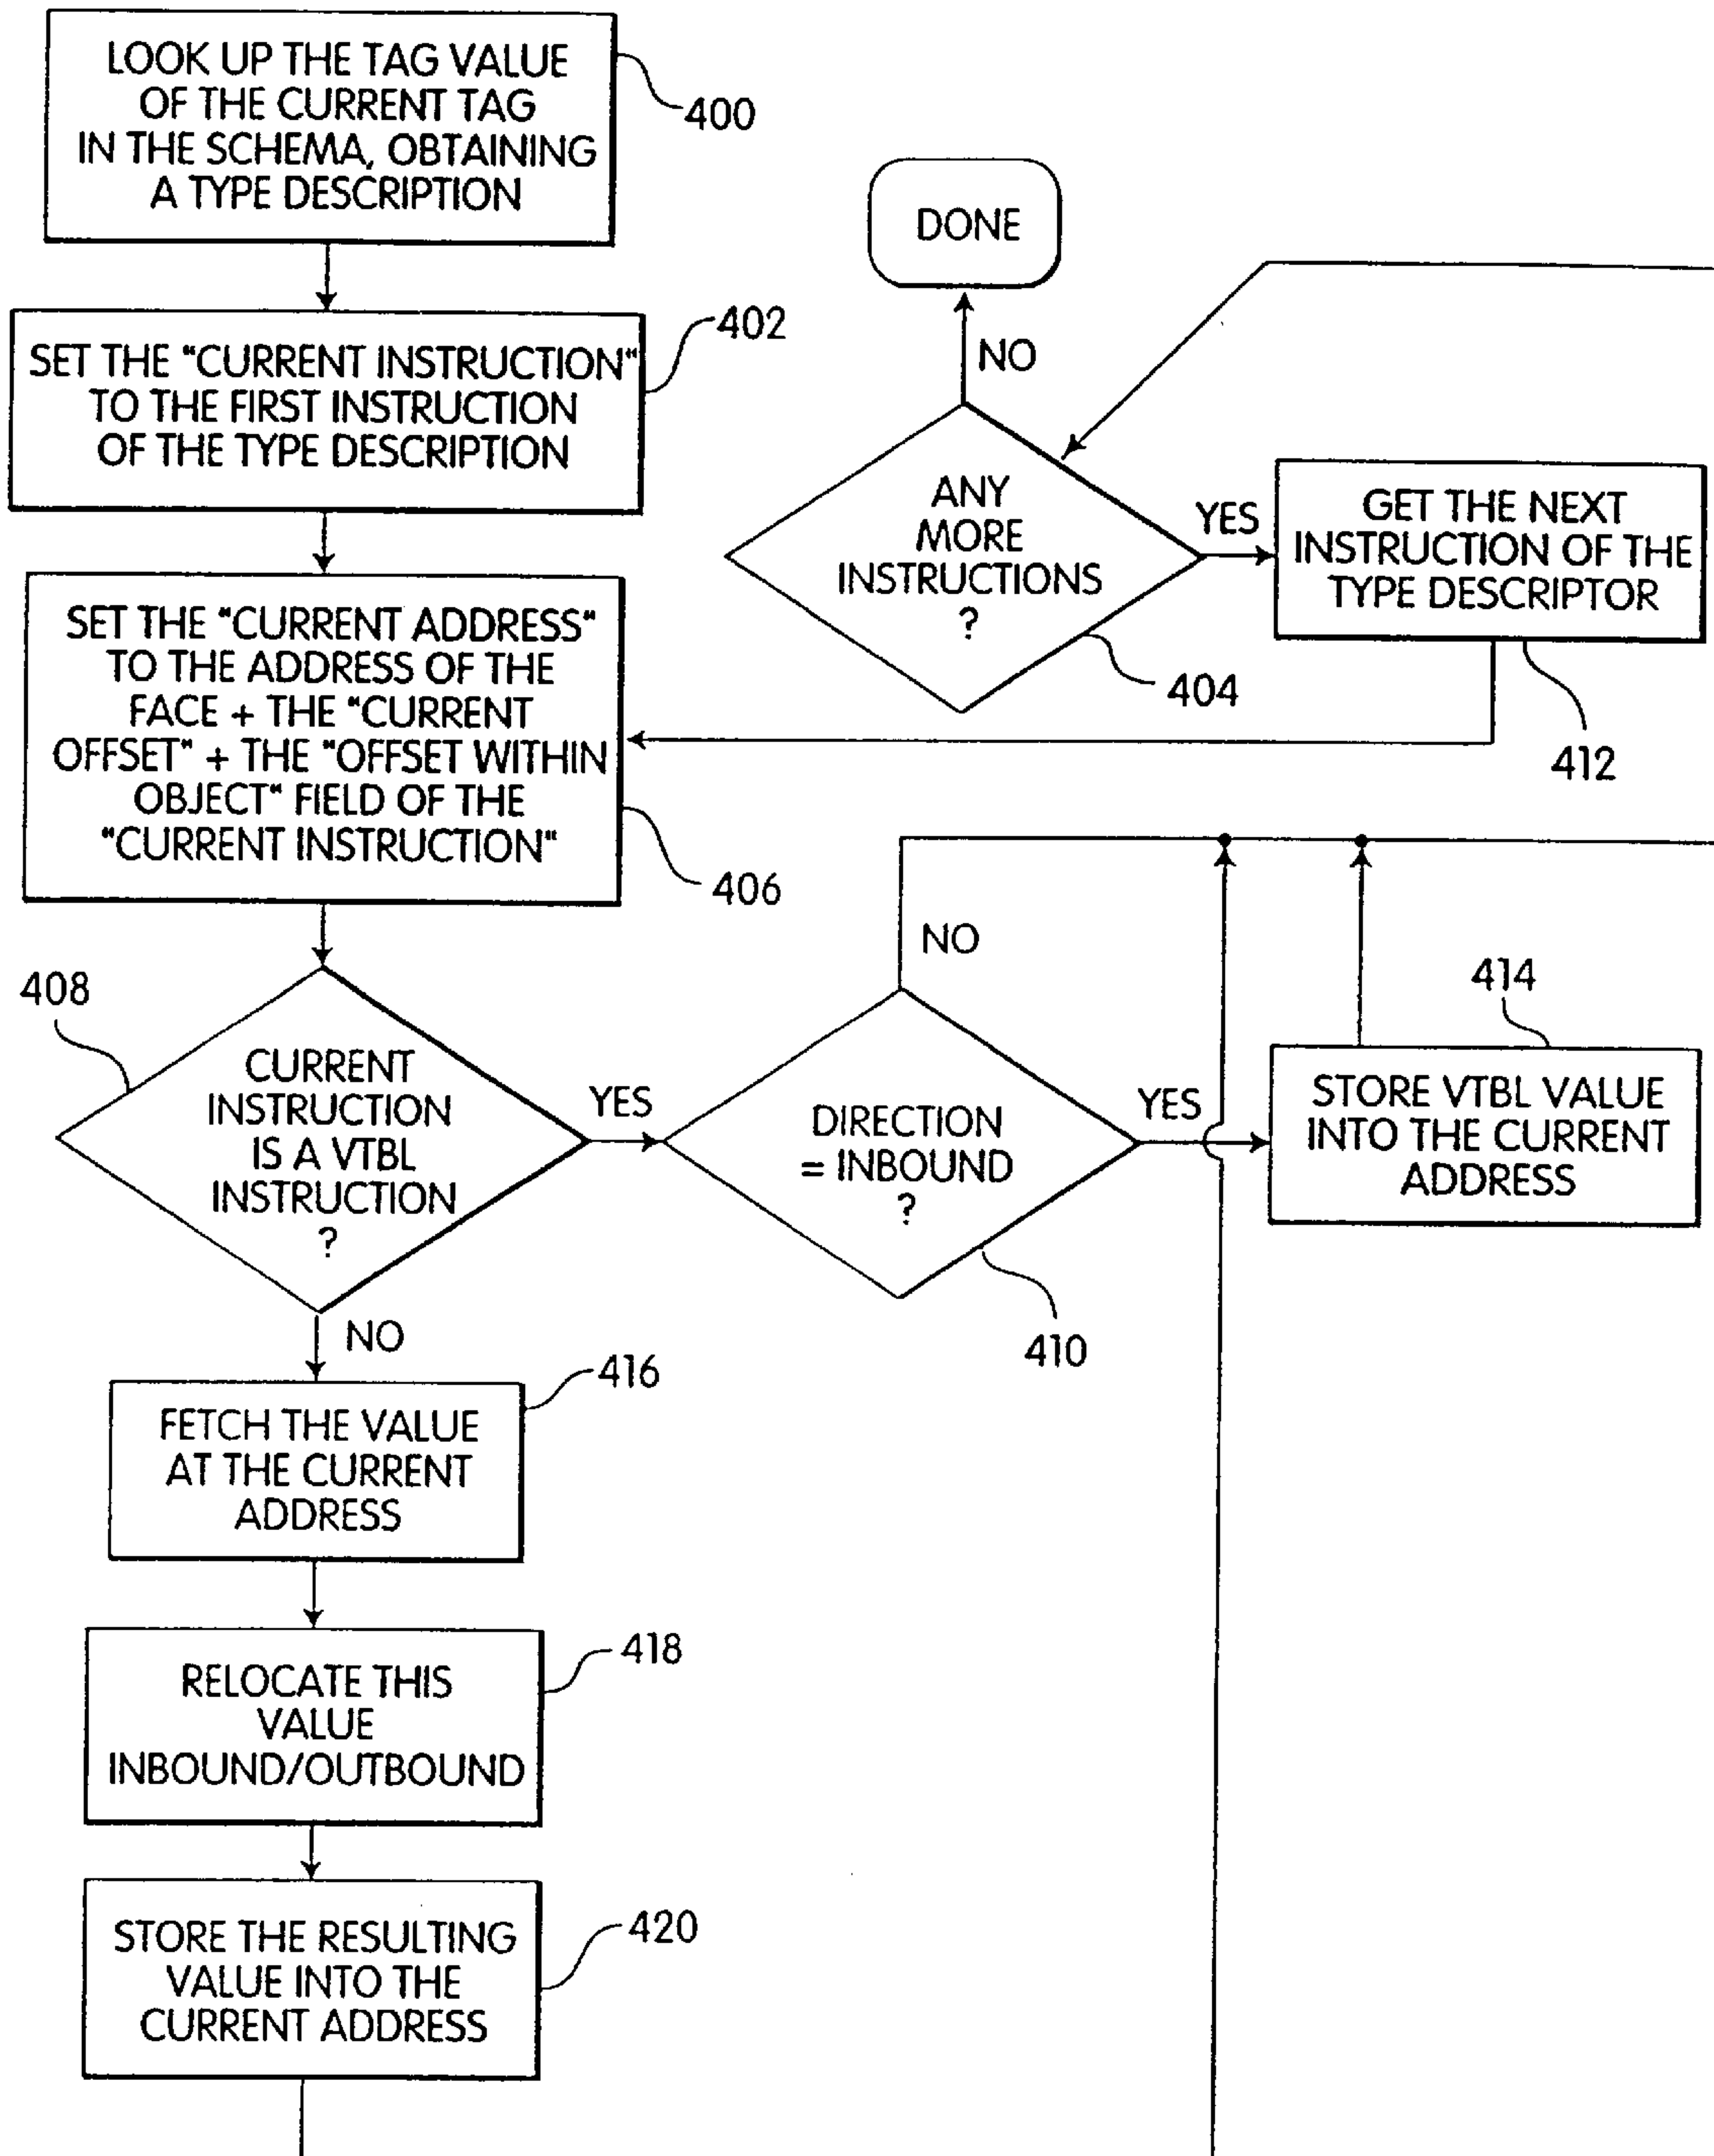 LOOK UP THE TAG VALUE
OF THE CURRENT TAG
IN THE SCHEMA, OBTAINING
A TYPE DESCRIPTION
400
SET THE "CURRENT INSTRUCTION"
TO THE FIRST INSTRUCTION
OF THE TYPE DESCRIPTION
402
DONE
NO
ANY
MORE
INSTRUCTIONS
?
404
YES
GET THE NEXT
INSTRUCTION OF THE
TYPE DESCRIPTOR
412
SET THE "CURRENT ADDRESS"
TO THE ADDRESS OF THE
FACE + THE "CURRENT
OFFSET" + THE "OFFSET WITHIN
OBJECT" FIELD OF THE
"CURRENT INSTRUCTION"
406
408
CURRENT
INSTRUCTION
IS A VTBL
INSTRUCTION
?
YES
NO
DIRECTION
= INBOUND
?
410
NO
YES
414
STORE VTBL VALUE
INTO THE CURRENT
ADDRESS
416
FETCH THE VALUE
AT THE CURRENT
ADDRESS
418
RELOCATE THIS
VALUE
INBOUND/OUTBOUND
420
STORE THE RESULTING
VALUE INTO THE
CURRENT ADDRESS